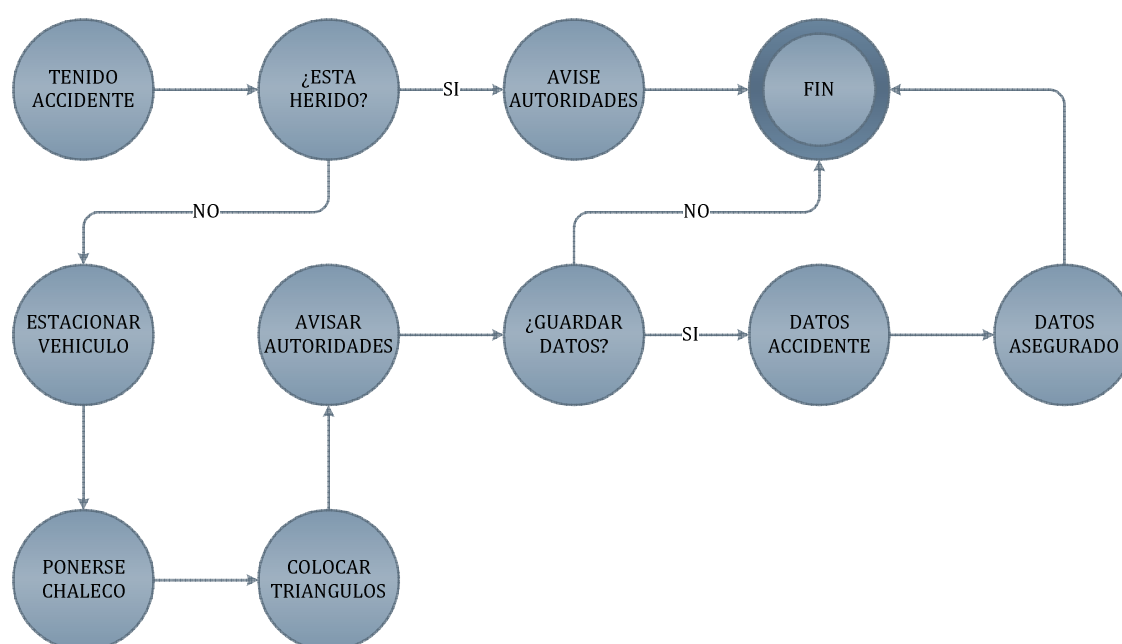 TENIDO
ACCIDENTE
¿ESTA
HERIDO?
SI
AVISE
AUTORIDADES
FIN
NO
NO
ESTACIONAR
VEHICULO
AVISAR
AUTORIDADES
¿GUARDAR
DATOS?
SI
DATOS
ACCIDENTE
DATOS
ASEGURADO
PONERSE
CHALECO
COLOCAR
TRIANGULOS